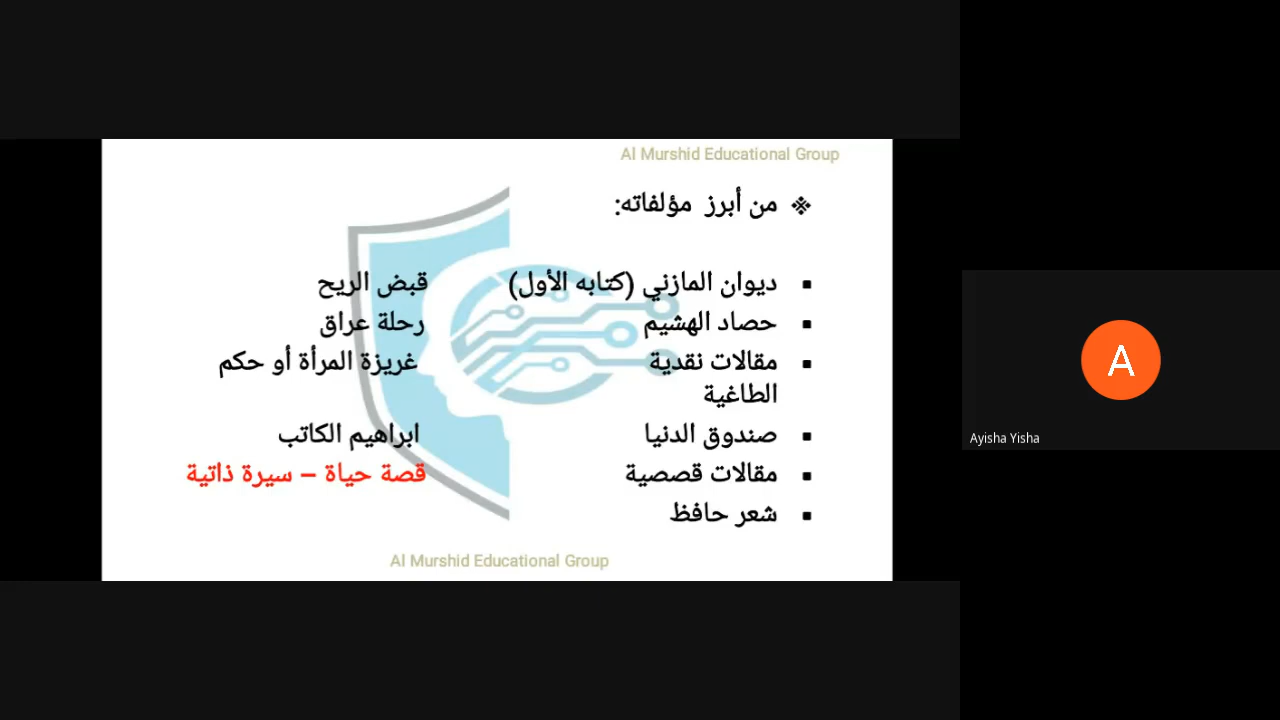 Al Murshid Educational Group
❖ من أبرز مؤلفاته:
▪ ديوان المازني (كتابه الأول) قبض الريح
▪ حصاد الهشيم رحلة عراق
▪ مقالات نقدية غريزة المرأة أو حكم
الطاغية
▪ صندوق الدنيا ابراهيم الكاتب
▪ مقالات قصصية قصة حياة – سيرة ذاتية
▪ شعر حافظ
Al Murshid Educational Group
A
Ayisha Yisha